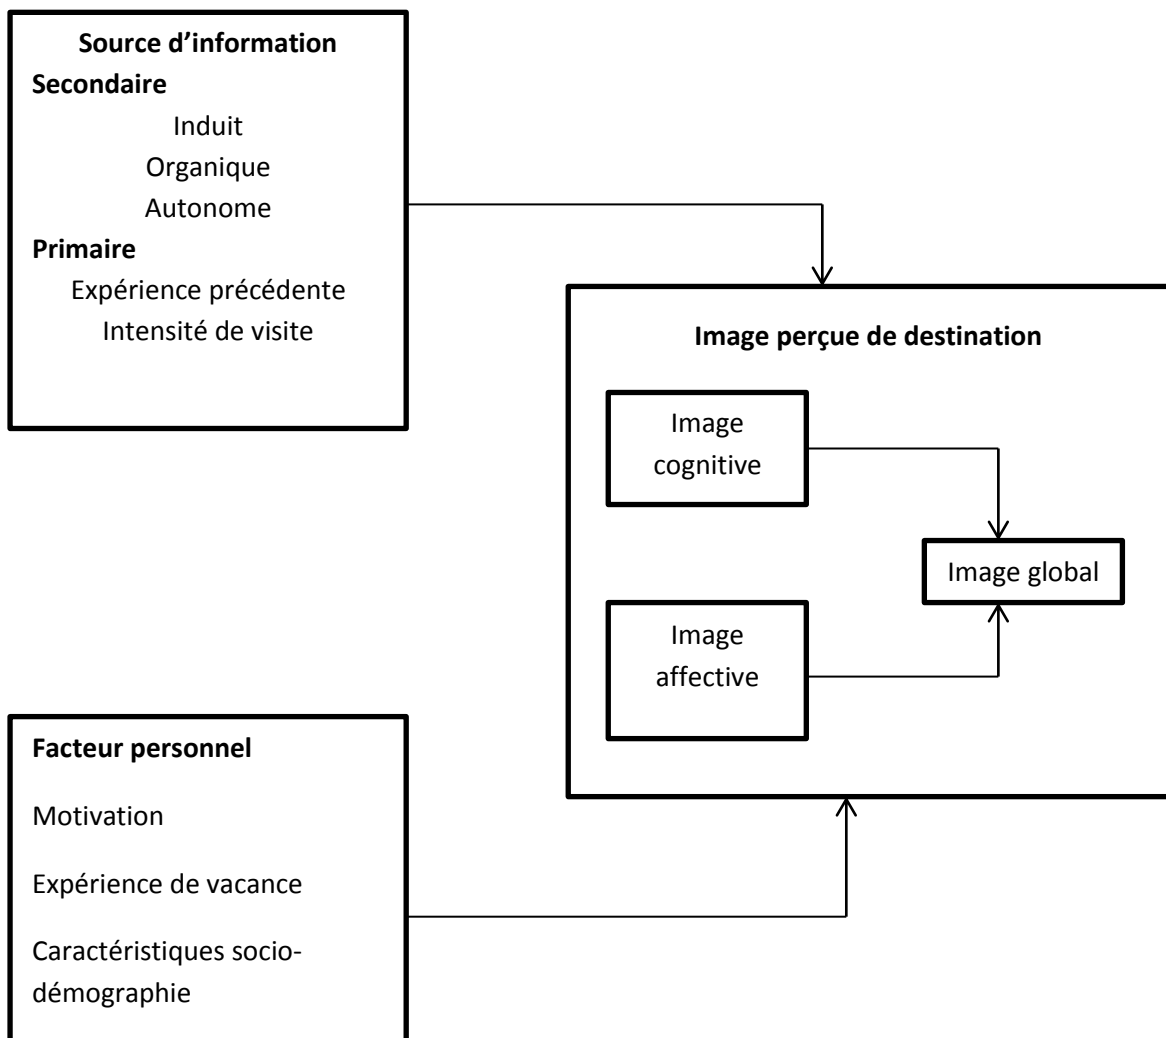 Source d’information
Secondaire
Induit
Organique
Autonome
Primaire
Expérience précédente
Intensité de visite
Image perçue de destination
Image
cognitive
Image global
Image
affective
Facteur personnel
Motivation
Expérience de vacance
Caractéristiques socio-
démographie